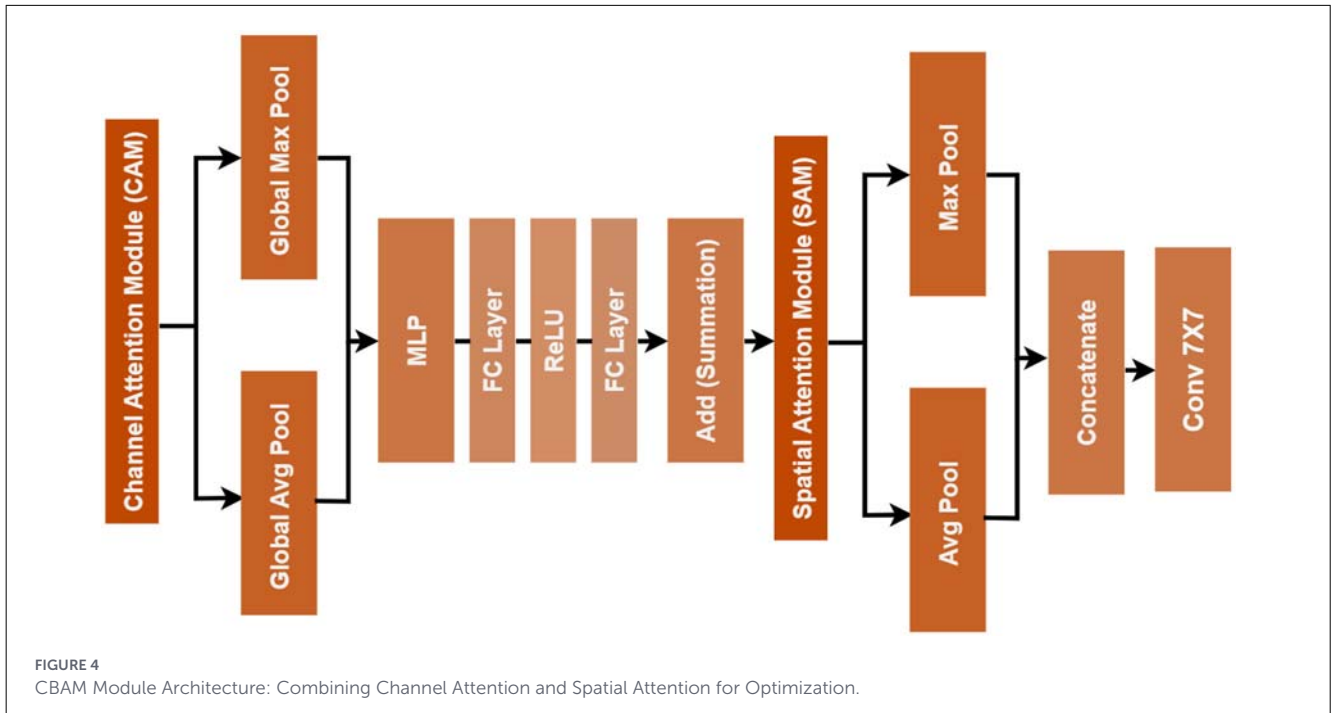 Channel Attention Module (CAM)
Global Max Pool
Global Avg Pool
MLP
FC Layer
ReLU
FC Layer
Add (Summation)
Spatial Attention Module (SAM)
Max Pool
Avg Pool
Concatenate
Conv 7X7
FIGURE 4
CBAM Module Architecture: Combining Channel Attention and Spatial Attention for Optimization.